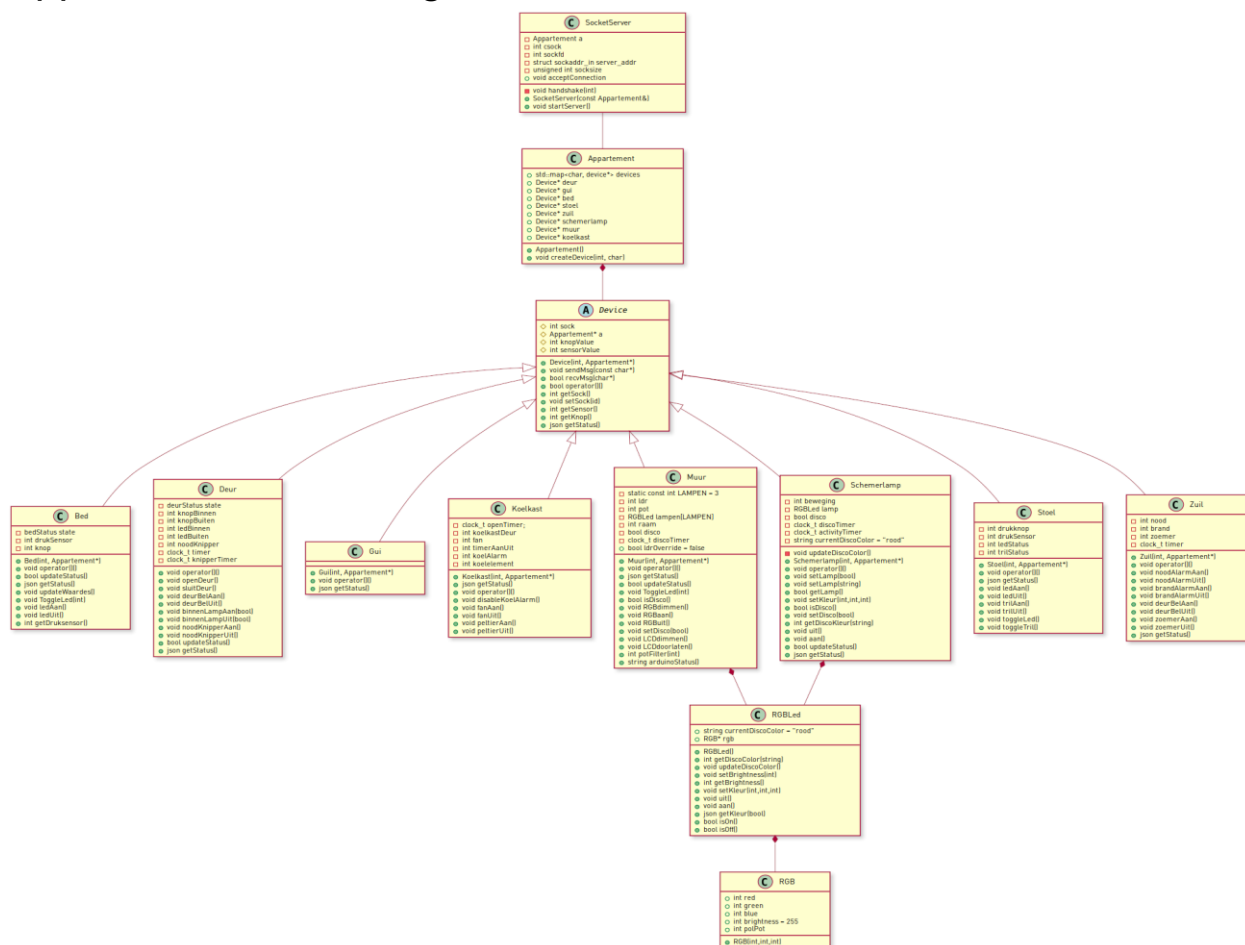 C SocketServer
Appartement a
int csock
int sockfd
struct sockaddr_in server_addr
unsigned int socksize
void acceptConnection
void handshake(int)
SocketServer(const Appartement&)
void startServer()
C Appartement
std::map<char, device*> devices
Device* deur
Device* gui
Device* bed
Device* stoel
Device* zuil
Device* schemerlamp
Device* muur
Device* koelkast
Appartement()
void createDevice(int, char)
A Device
int sock
Appartement* a
int knopValue
int sensorValue
Device(int, Appartement*)
void sendMsg(const char*)
bool recvMsg(char*)
bool operator()()
int getSock()
void setSock(id)
int getSensor()
int getKnop()
json getStatus()
C Bed
bedStatus state
int drukSensor
int knop
Bed(int, Appartement*)
void operator()()
bool updateStatus()
json getStatus()
void updateWaardes()
void ToggleLed(int)
void ledAan()
void ledUit()
int getDruksensor()
C Deur
deurStatus state
int knopBinnen
int knopBuiten
int ledBinnen
int ledBuiten
int noodKnipper
clock_t timer
clock_t knipperTimer
void operator()()
void openDeur()
void sluitDeur()
void deurBelAan()
void deurBelUit()
void binnenLampAan(bool)
void binnenLampUit(bool)
void noodKnipperAan()
void noodKnipperUit()
bool updateStatus()
json getStatus()
C Gui
Gui(int, Appartement*)
void operator()()
json getStatus()
C Koelkast
clock_t openTimer;
int koelkastDeur
int fan
int timerAanUit
int koelAlarm
int koelelement
Koelkast(int, Appartement*)
json getStatus()
void operator()()
void disableKoelAlarm()
void fanAan()
void fanUit()
void peltierAan()
void peltierUit()
C Muur
static const int LAMPEN = 3
int ldr
int pot
RGBLed lampen[LAMPEN]
int raam
bool disco
clock_t discoTimer
bool ldrOverride = false
Muur(int, Appartement*)
void operator()()
json getStatus()
bool updateStatus()
void ToggleLed(int)
bool isDisco()
void RGBdimmen()
void RGBaan()
void RGBuit()
void setDisco(bool)
void LCDdimmen()
void LCDdoorlaten()
int potFilter(int)
string arduinoStatus()
C Schemerlamp
int beweging
RGBLed lamp
bool disco
clock_t discoTimer
clock_t activityTimer
string currentDiscoColor = "rood"
void updateDiscoColor()
Schemerlamp(int, Appartement*)
void operator()()
void setLamp(bool)
void setLamp(string)
bool getLamp()
void setKleur(int,int,int)
bool isDisco()
void setDisco(bool)
int getDiscoKleur(string)
void uit()
void aan()
bool updateStatus()
json getStatus()
C Stoel
int drukknop
int drukSensor
int ledStatus
int trilStatus
Stoel(int, Appartement*)
void operator()()
json getStatus()
void ledAan()
void ledUit()
void trilAan()
void trilUit()
void toggleLed()
void toggleTril()
C Zuil
int nood
int brand
int zoemer
clock_t timer
Zuil(int, Appartement*)
void operator()()
void noodAlarmAan()
void noodAlarmUit()
void brandAlarmAan()
void brandAlarmUit()
void deurBelAan()
void deurBelUit()
void zoemerAan()
void zoemerUit()
json getStatus()
C RGBLed
string currentDiscoColor = "rood"
RGB* rgb
RGBLed()
int getDiscoColor(string)
void updateDiscoColor()
void setBrightness(int)
int getBrightness()
void setKleur(int,int,int)
void uit()
void aan()
json getKleur(bool)
bool isOn()
bool isOff()
C RGB
int red
int green
int blue
int brightness = 255
int polPot
RGB(int,int,int)